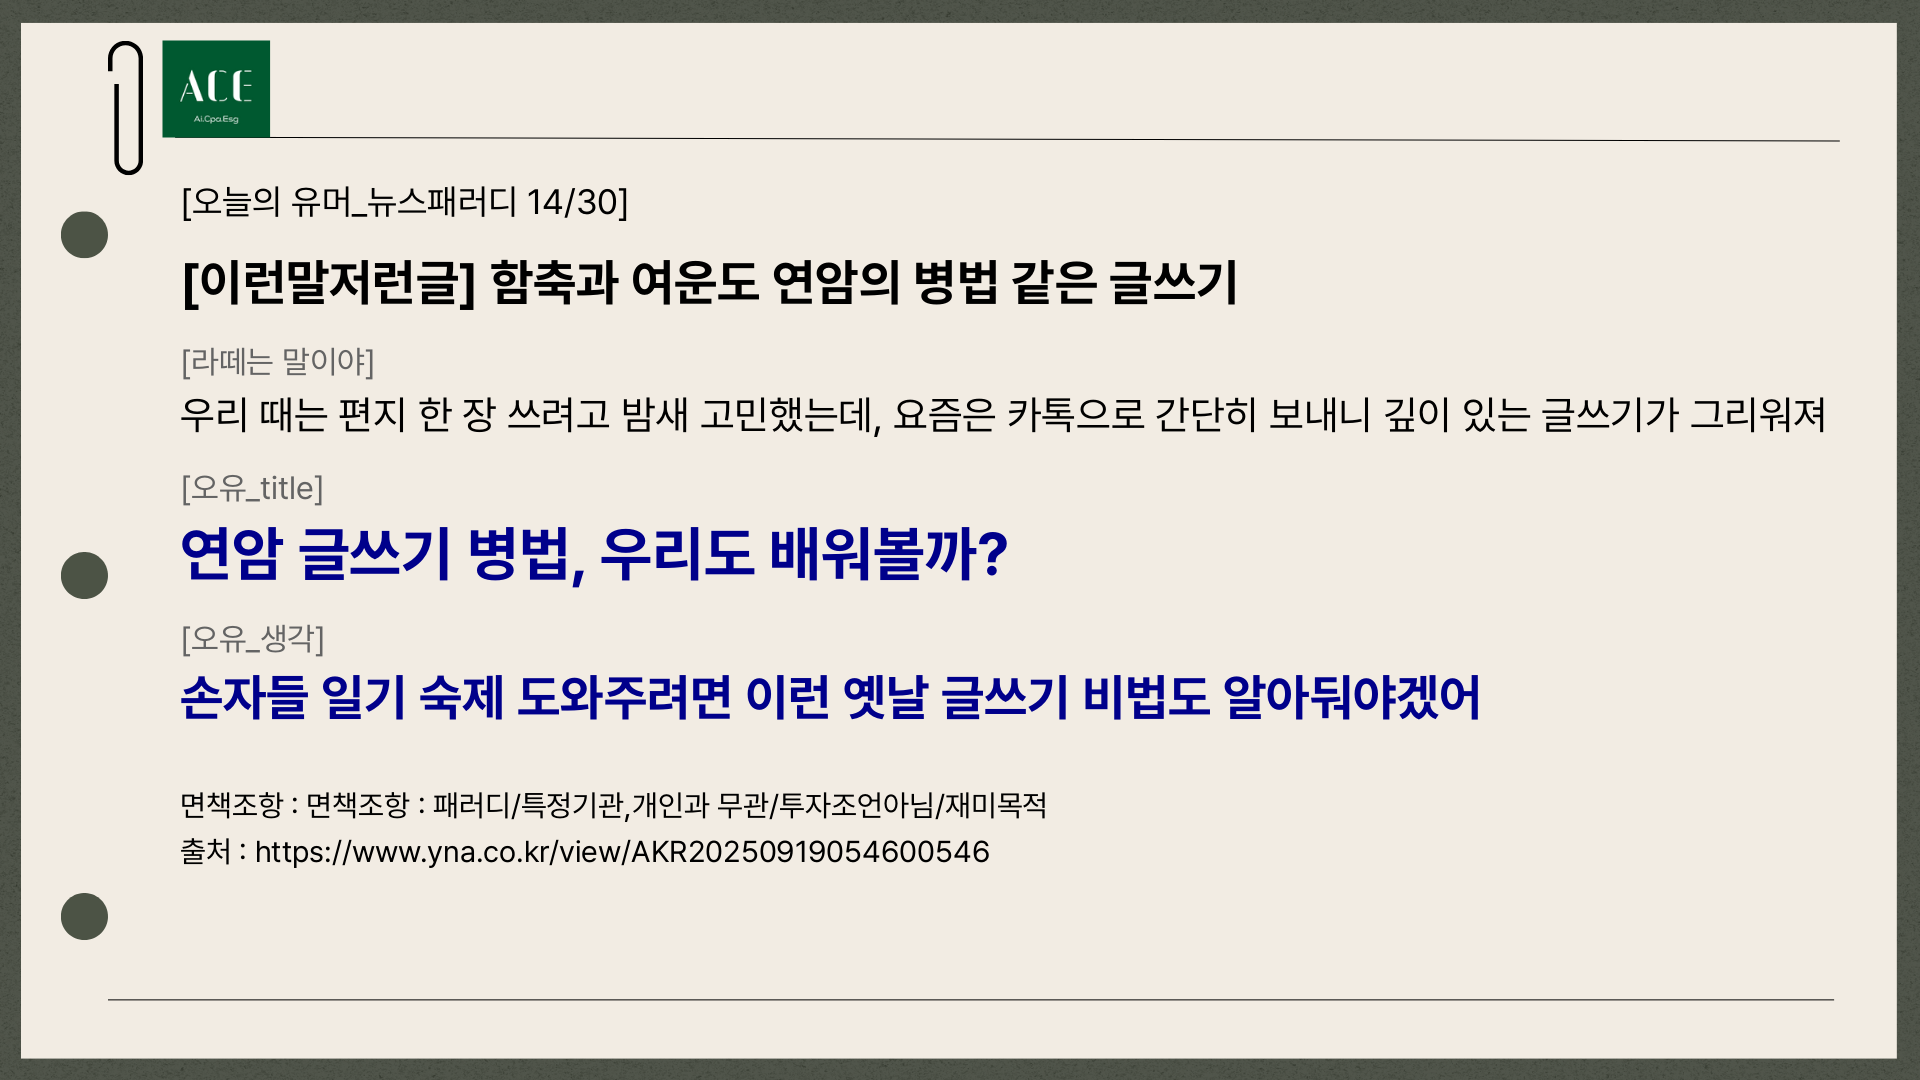 ACE
Ai.Cpa.Esg
[오늘의 유머_뉴스패러디 14/30]
[이런말저런글] 함축과 여운도 연암의 병법 같은 글쓰기
[라떼는 말이야]
우리 때는 편지 한 장 쓰려고 밤새 고민했는데, 요즘은 카톡으로 간단히 보내니 깊이 있는 글쓰기가 그리워져
[오유_title]
연암 글쓰기 병법, 우리도 배워볼까?
[오유_생각]
손자들 일기 숙제 도와주려면 이런 옛날 글쓰기 비법도 알아둬야겠어
면책조항 : 면책조항 : 패러디/특정기관,개인과 무관/투자조언아님/재미목적
출처 : https://www.yna.co.kr/view/AKR20250919054600546